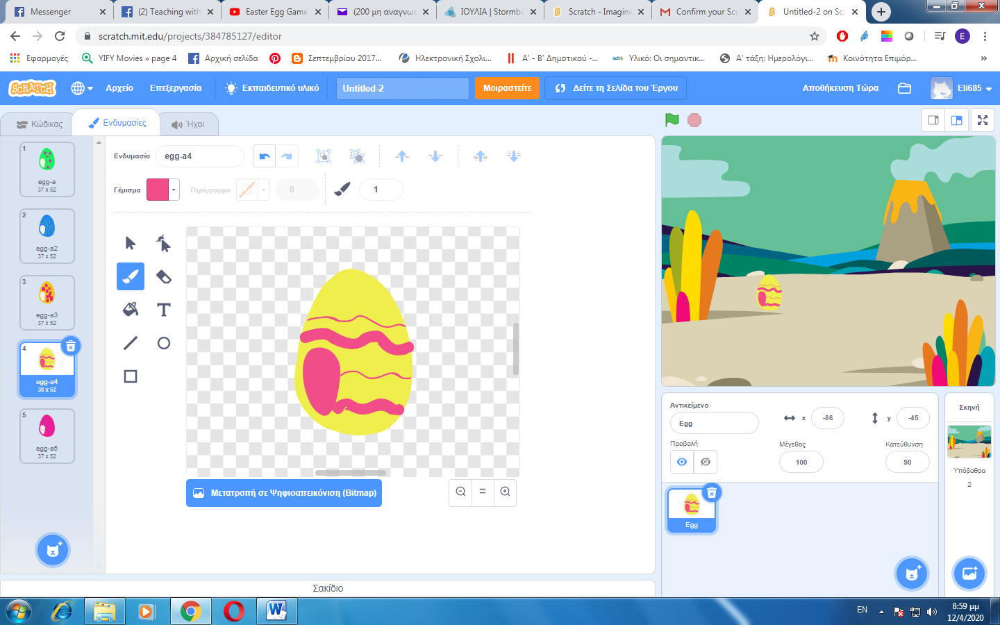 Messenger
(2) Teaching with
Easter Egg Game
(200 μη αναγνωσ
ΙΟΥΛΙΑ | Stormbo
Scratch - Imagine
Confirm your Scr
Untitled-2 on Scr
scratch.mit.edu/projects/384785127/editor
E
Εφαρμογές
YIFY Movies » page 4
Αρχική σελίδα
Σεπτεμβρίου 2017...
Ηλεκτρονική Σχολι...
Α' - Β' Δημοτικού -...
Υλικό: Οι σημαντικ...
Α' τάξη: Ημερολόγι...
Κοινότητα Επιμόρ...
»
SCRATCH
Αρχείο
Επεξεργασία
Εκπαιδευτικό υλικό
Untitled-2
Μοιραστείτε
Δείτε τη Σελίδα του Έργου
Αποθήκευση Τώρα
Eli685
Κώδικας
Ενδυμασίες
Ήχοι
1
egg-a
37 x 52
2
egg-a2
37 x 52
3
egg-a3
37 x 52
4
egg-a4
38 x 52
5
egg-a5
37 x 52
Ενδυμασία
egg-a4
Γέμισμα
Περίγραμμα
0
1
T
Μετατροπή σε Ψηφιοαπεικόνιση (Bitmap)
=
Σακίδιο
Αντικείμενο
Egg
x
-86
y
-45
Προβολή
Μέγεθος
100
Κατεύθυνση
90
Egg
Σκηνή
Υπόβαθρα
2
EN
8:59 μμ
12/4/2020